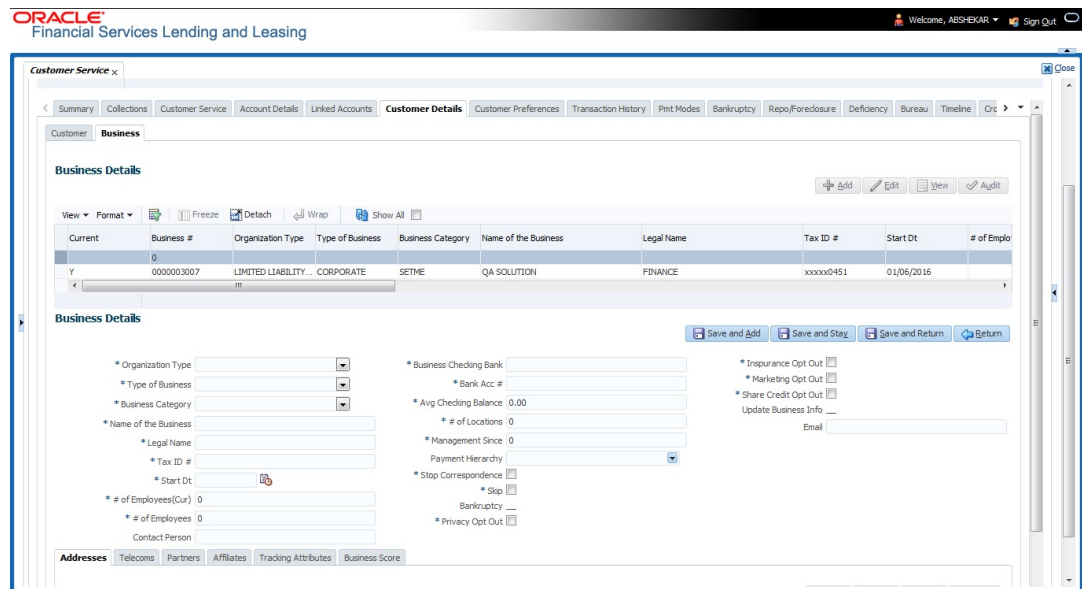 ORACLE®
Financial Services Lending and Leasing
Welcome, ABSHEKAR Sign Out
Customer Service x
Close
Summary Collections Customer Service Account Details Linked Accounts Customer Details Customer Preferences Transaction History Pmt Modes Bankruptcy Repo/Foreclosure Deficiency Bureau Timeline Crc
Customer Business
Business Details
Add Edit View Audit
View Format Freeze Detach Wrap Show All
Current Business # Organization Type Type of Business Business Category Name of the Business Legal Name Tax ID # Start Dt # of Emplo
0
Y 0000003007 LIMITED LIABILITY... CORPORATE SETME QA SOLUTION FINANCE xxxxx0451 01/06/2016
Business Details
Save and Add Save and Stay Save and Return Return
* Organization Type
* Type of Business
* Business Category
* Name of the Business
* Legal Name
* Tax ID #
* Start Dt
* # of Employees(Cur) 0
* # of Employees 0
Contact Person
* Business Checking Bank
* Bank Acc #
* Avg Checking Balance 0.00
* # of Locations 0
* Management Since 0
Payment Hierarchy
* Stop Correspondence
* Skip
Bankruptcy
* Privacy Opt Out
* Inspurance Opt Out
* Marketing Opt Out
* Share Credit Opt Out
Update Business Info
Email
Addresses Telecoms Partners Affiliates Tracking Attributes Business Score